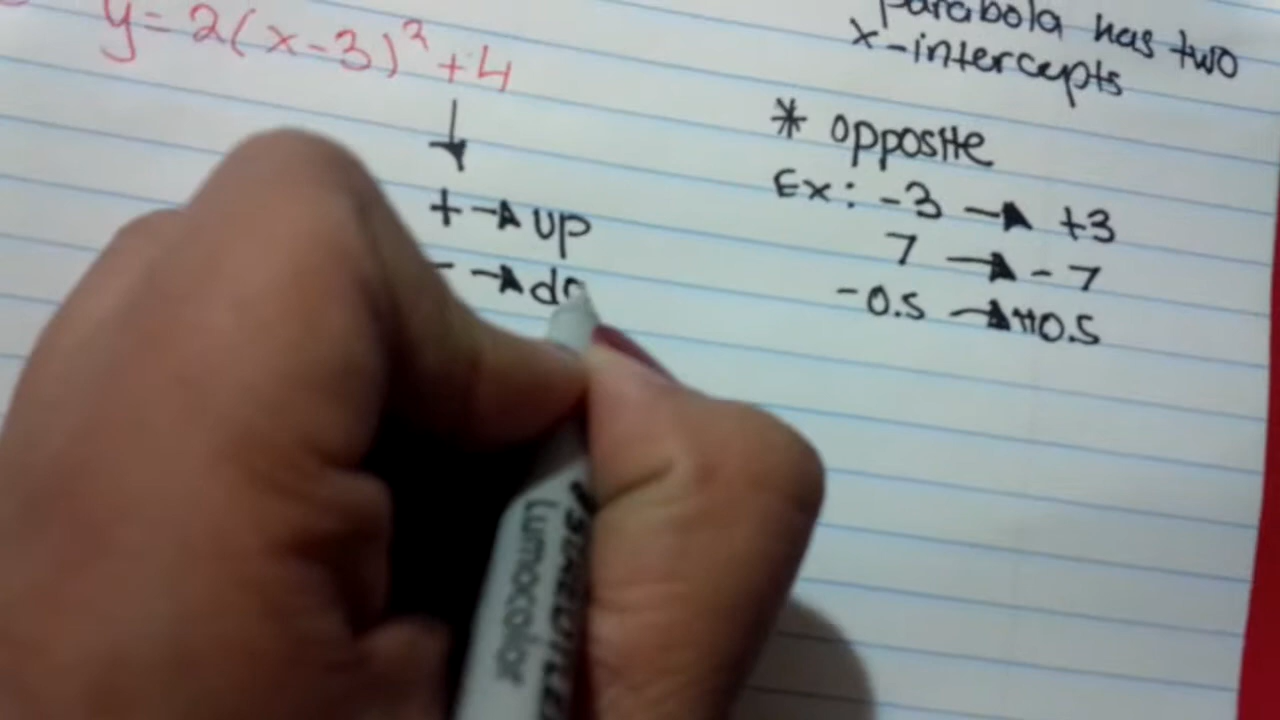 y=2(x-3)²+4
parabola has two
x-intercepts
* opposite
Ex: -3 → +3
7 → -7
-0.5 → +0.5
↓
+ → up
- → do
STAEDTLER
Lumocolor